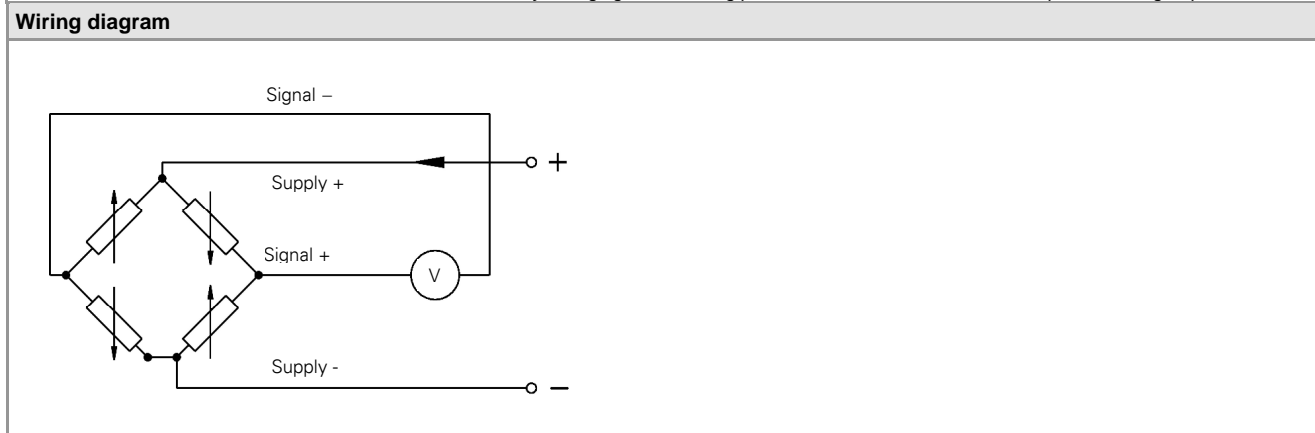 Wiring diagram
Signal –
+
Supply +
Signal +
V
Supply -
–